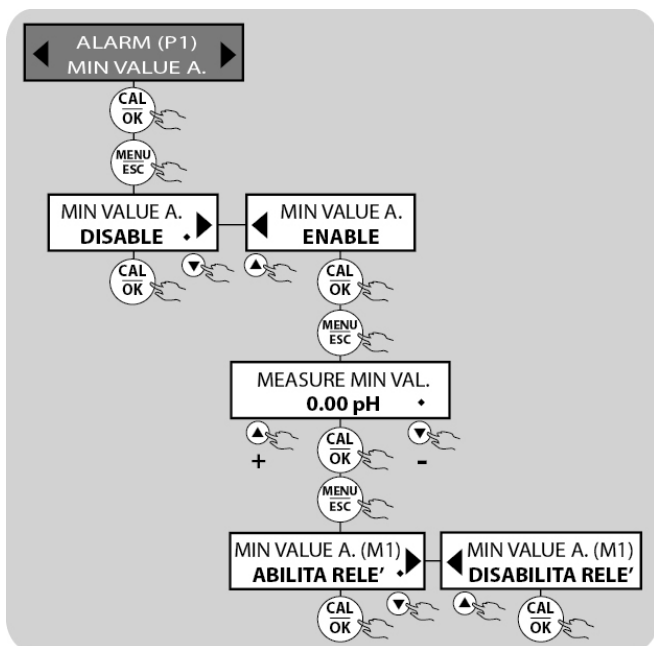 ALARM (P1)
MIN VALUE A.
CAL
OK
MENU
ESC
MIN VALUE A.
DISABLE
MIN VALUE A.
ENABLE
CAL
OK
CAL
OK
MENU
ESC
MEASURE MIN VAL.
0.00 pH
+
CAL
OK
-
MENU
ESC
MIN VALUE A. (M1)
ABILITA RELE’
MIN VALUE A. (M1)
DISABILITA RELE’
CAL
OK
CAL
OK